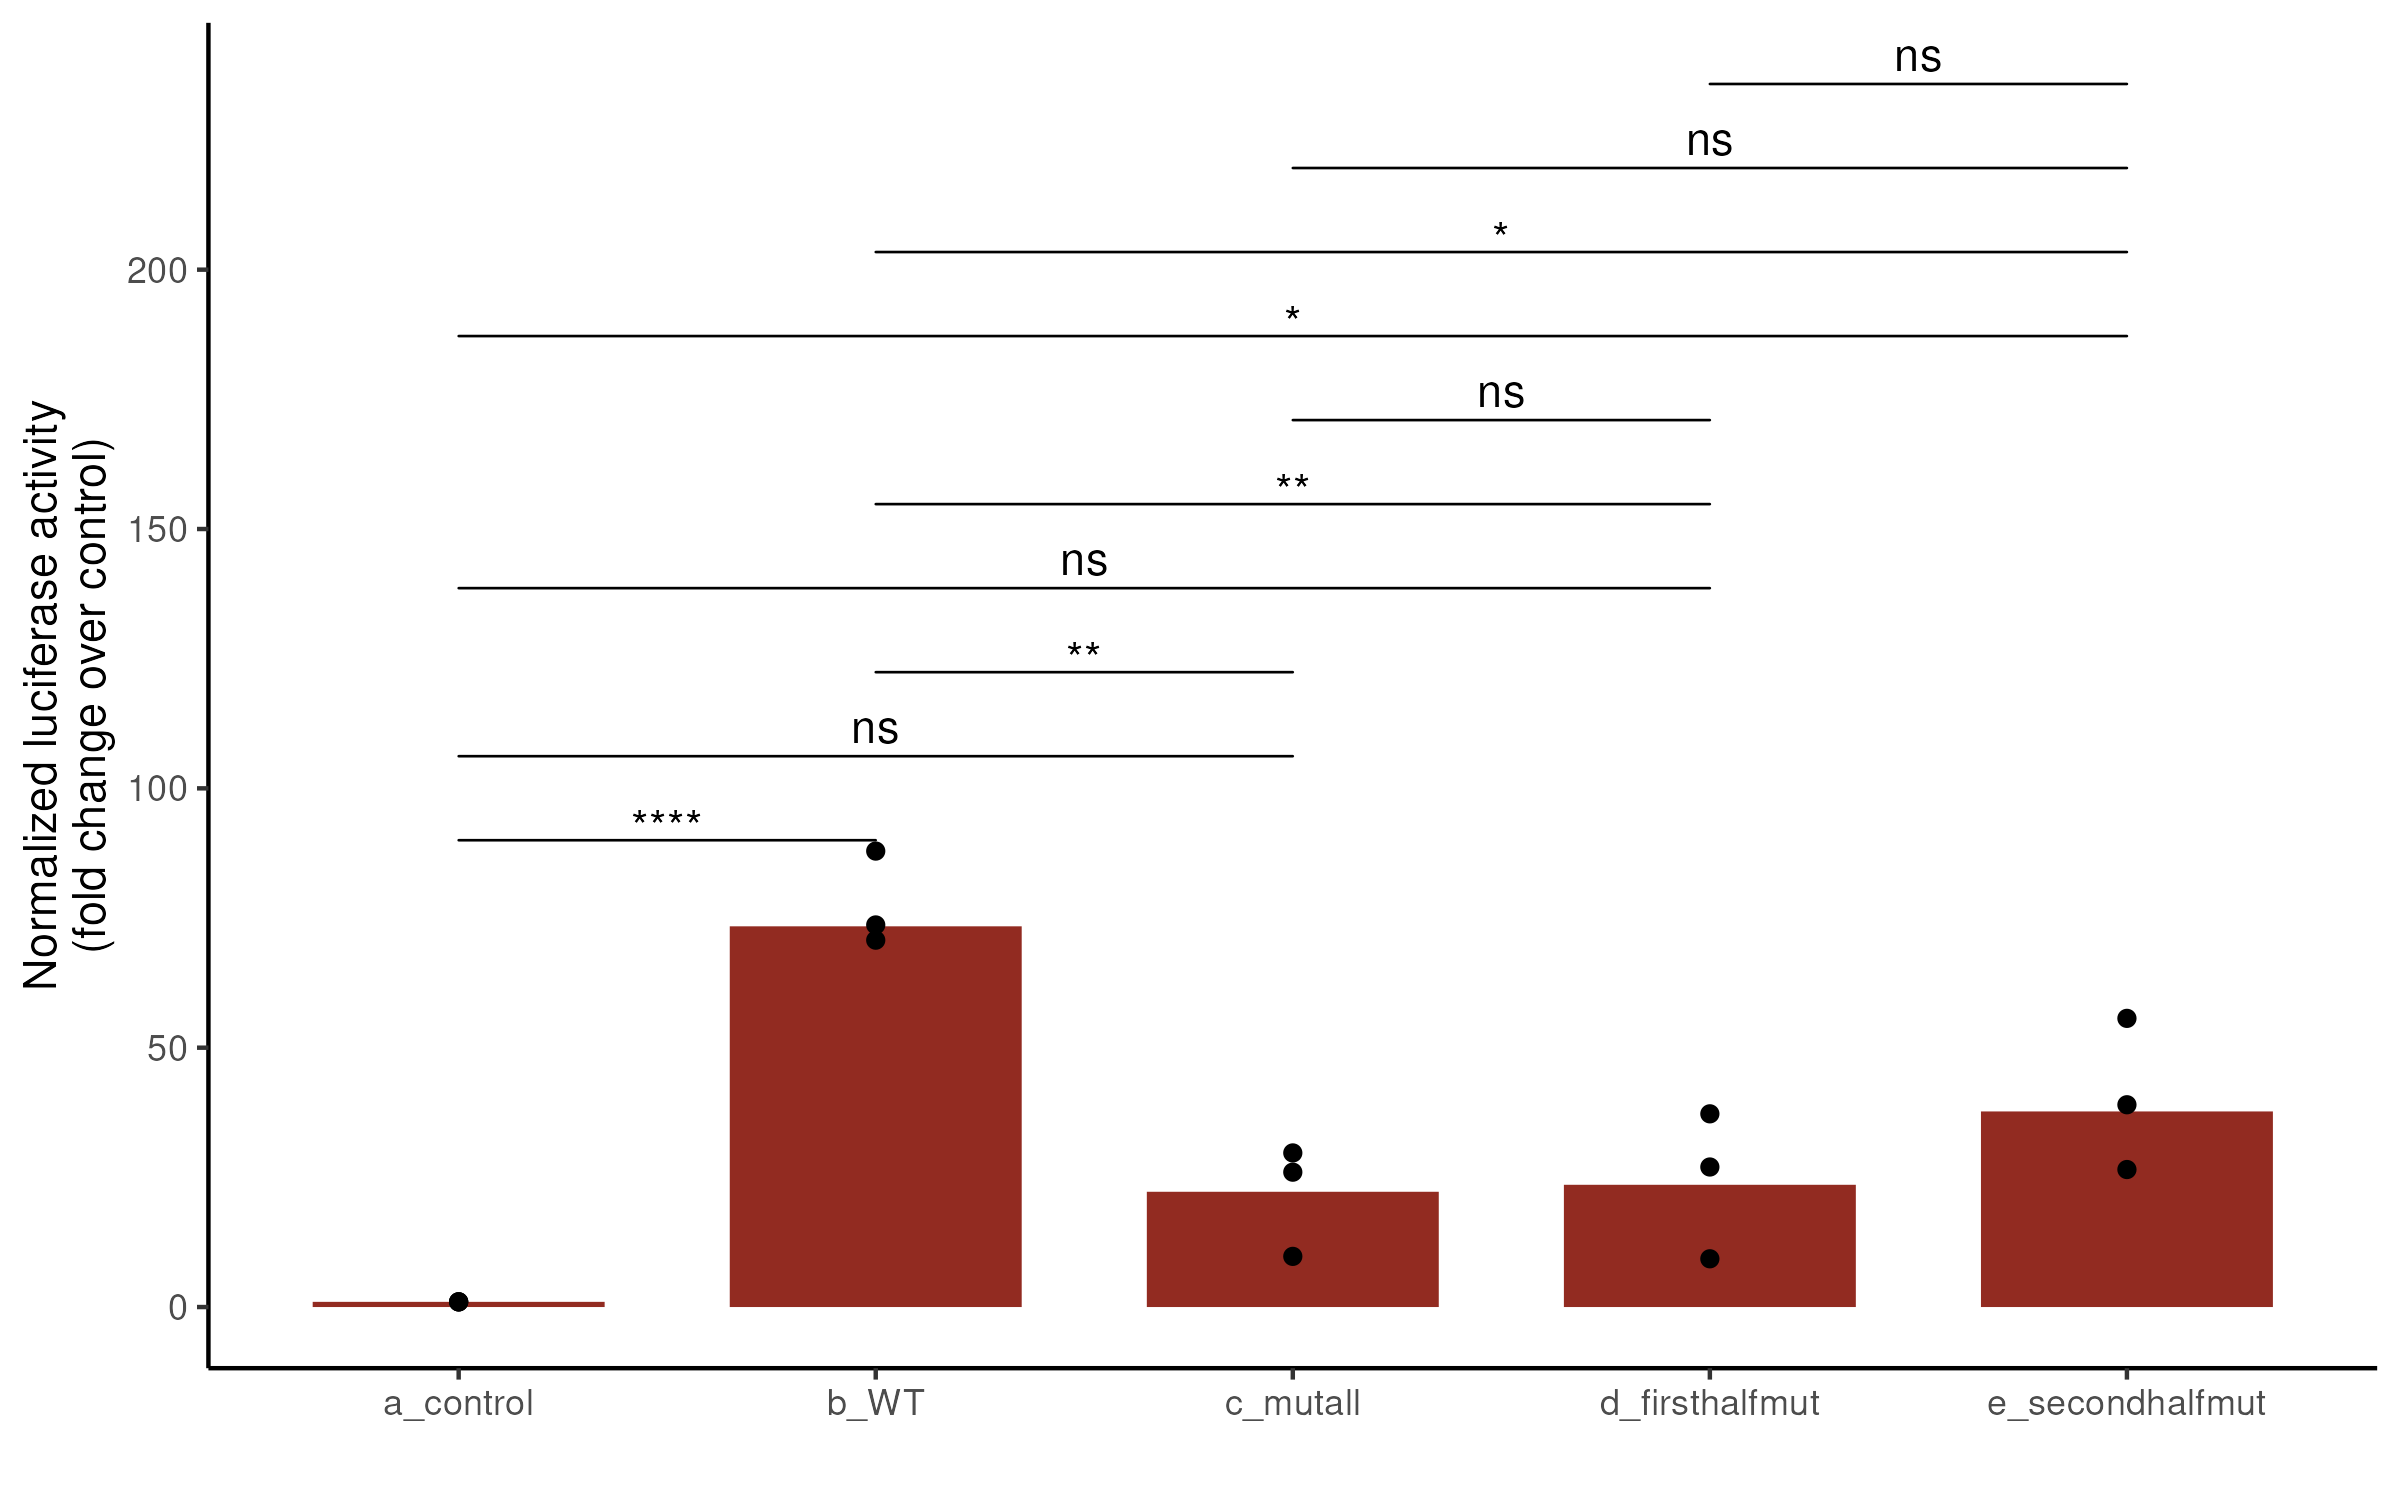 ns
ns
*
200
*
ns
**
150
ns
**
ns
100
****
50
0
Normalized luciferase activity
(fold change over control)
a_control
b_WT
c_mutall
d_firsthalfmut
e_secondhalfmut